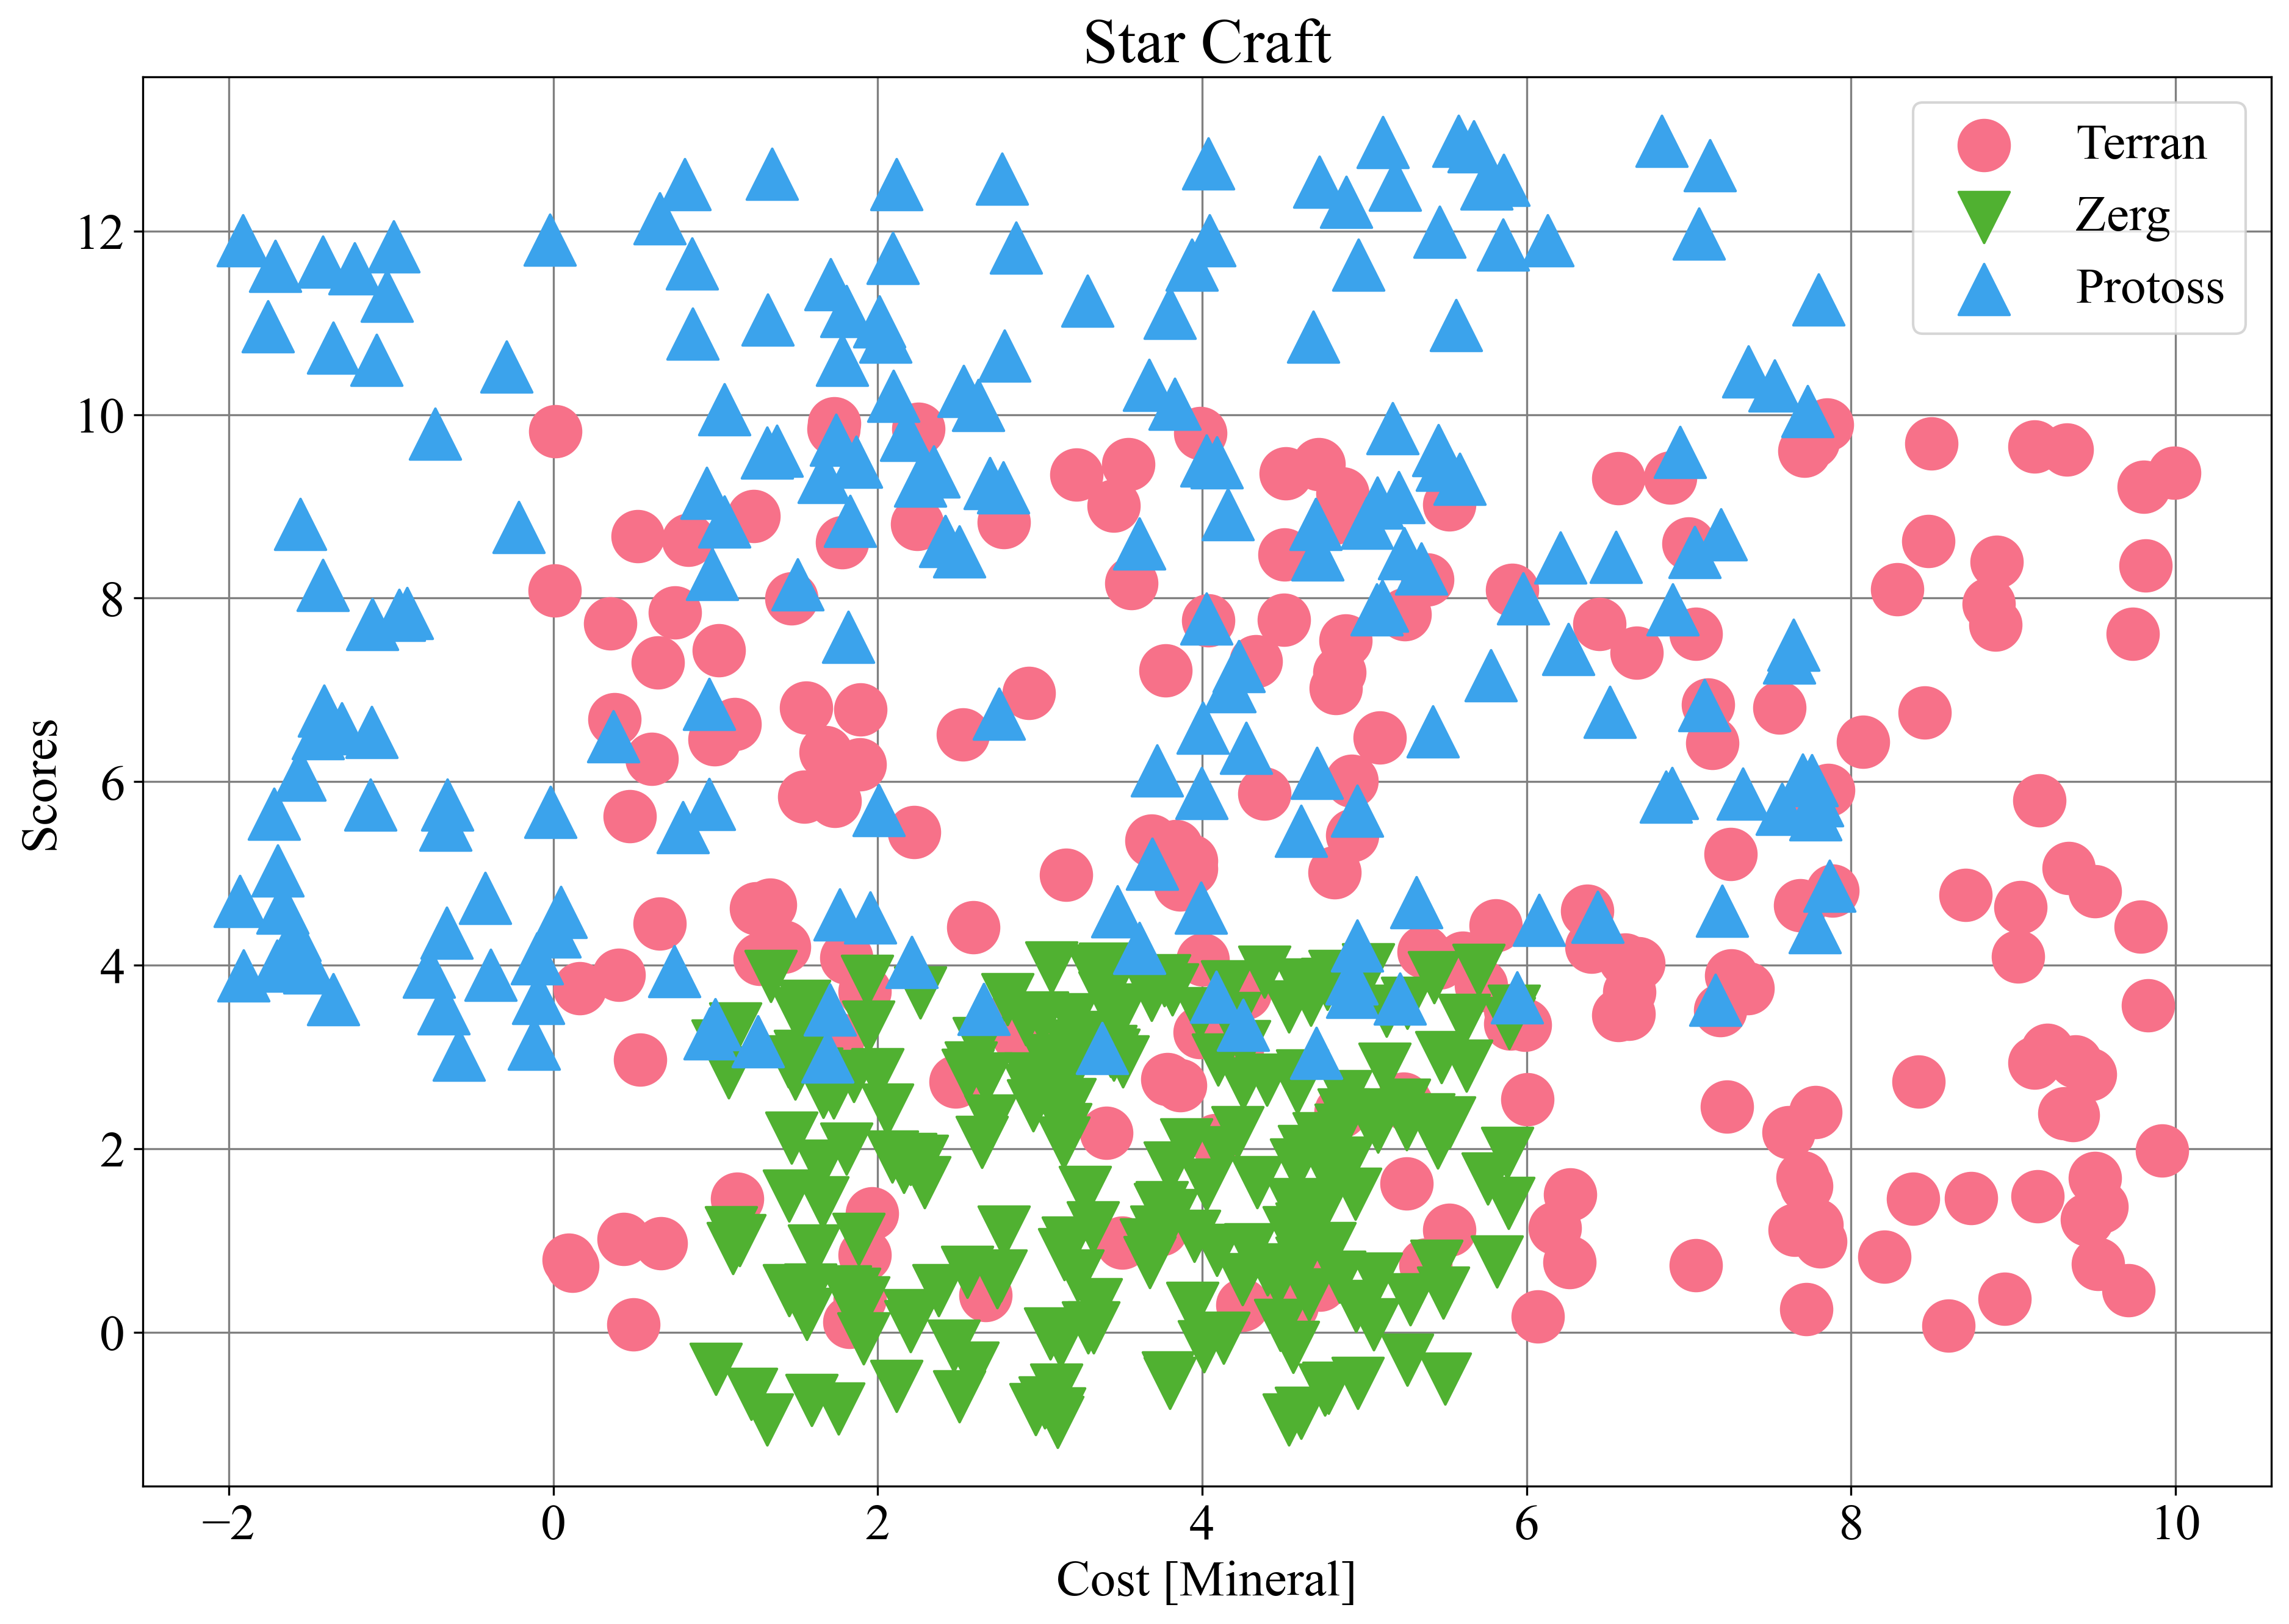 Star Craft
Terran
Zerg
Protoss
Scores
12
10
8
6
4
2
0
−2 0 2 4 6 8 10
Cost [Mineral]